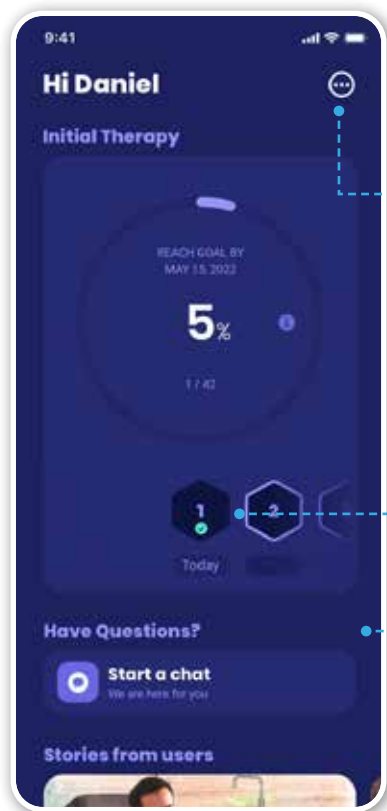 9:41
Hi Daniel
Initial Therapy
REACH GOAL BY
MAY 15, 2022
5%
1 / 42
1
2
Today
Have Questions?
Start a chat
We are here for you
Stories from users